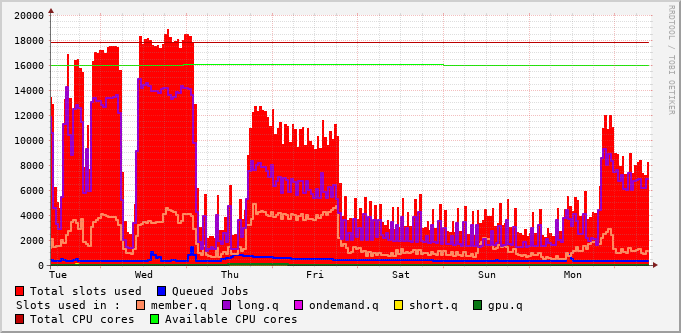 20000
18000
16000
14000
12000
10000
8000
6000
4000
2000
0
Tue Wed Thu Fri Sat Sun Mon
Total slots used Queued Jobs
Slots used in : member.q long.q ondemand.q short.q gpu.q
Total CPU cores Available CPU cores
RRDTOOL / TOBI OETIKER